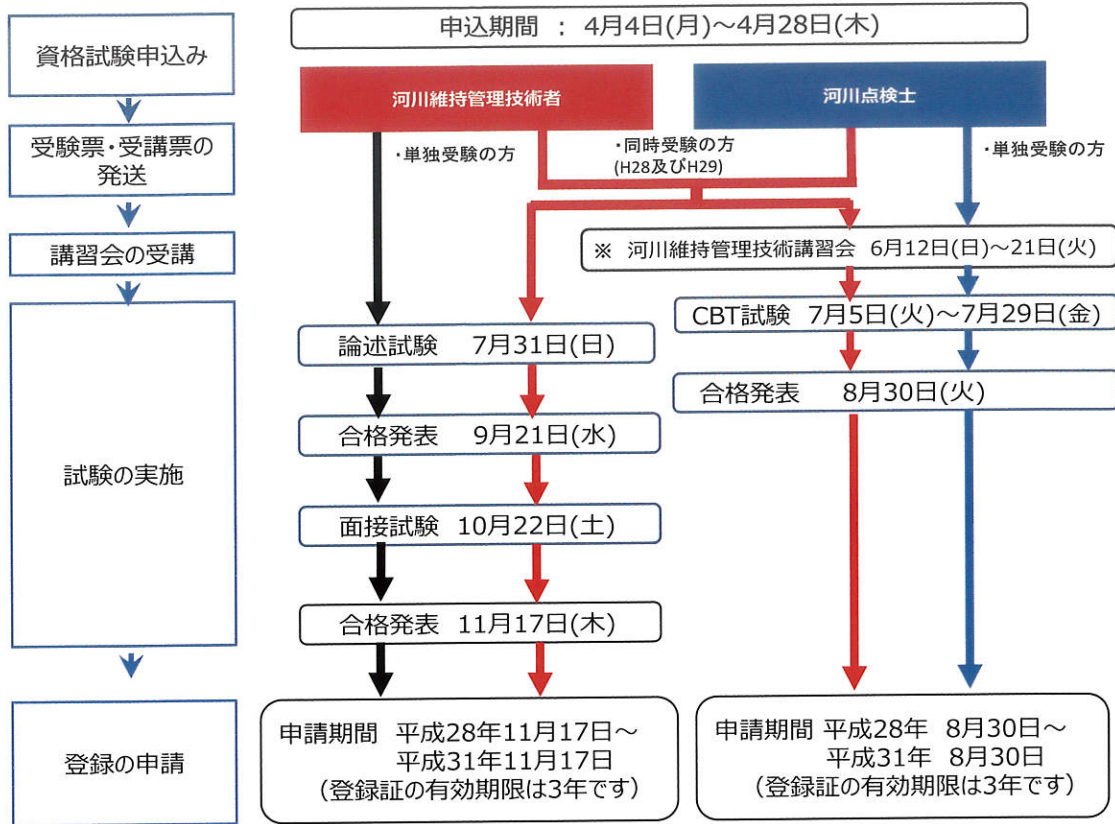 資格試験申込み
受験票・受講票の
発送
講習会の受講
試験の実施
登録の申請
申込期間 : 4月4日(月)～4月28日(木)
河川維持管理技術者
河川点検士
・単独受験の方
・同時受験の方
(H28及びH29)
・単独受験の方
※ 河川維持管理技術講習会 6月12日(日)～21日(火)
CBT試験 7月5日(火)～7月29日(金)
論述試験 7月31日(日)
合格発表 8月30日(火)
合格発表 9月21日(水)
面接試験 10月22日(土)
合格発表 11月17日(木)
申請期間 平成28年11月17日～
平成31年11月17日
(登録証の有効期限は3年です)
申請期間 平成28年 8月30日～
平成31年 8月30日
(登録証の有効期限は3年です)